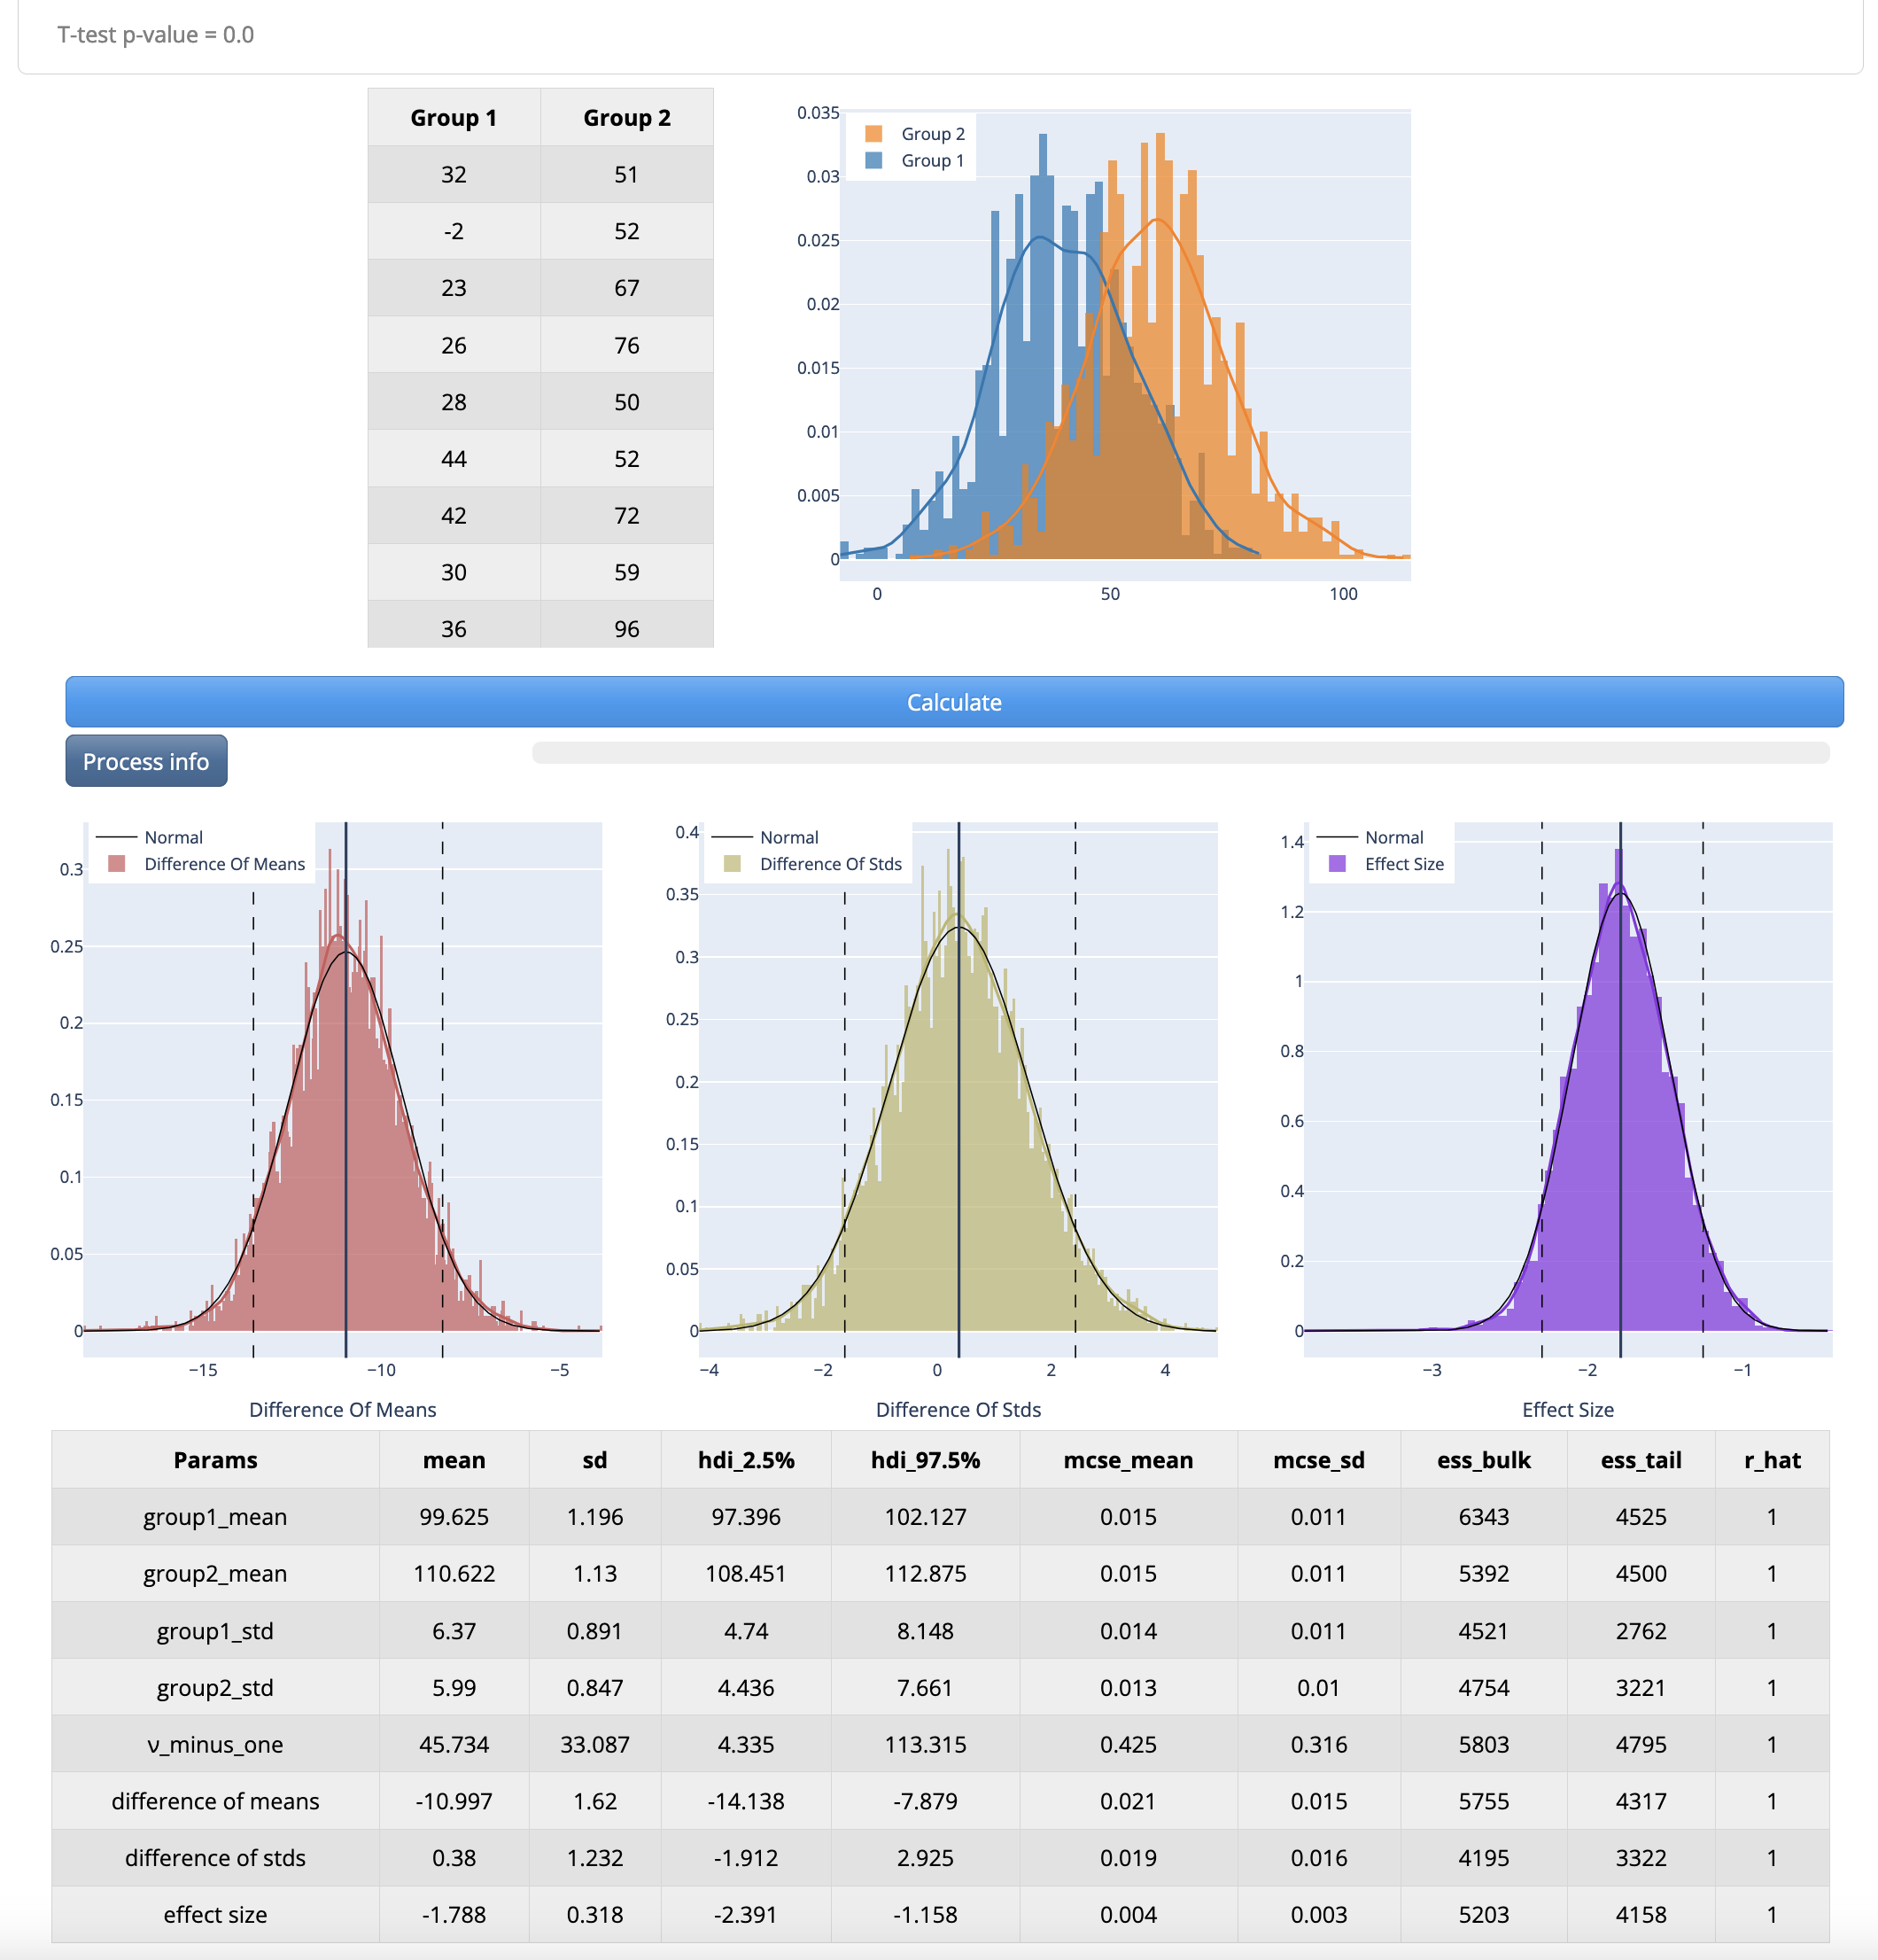 T-test p-value = 0.0
Group 1 Group 2
32 51
-2 52
23 67
26 76
28 50
44 52
42 72
30 59
36 96
0.035
0.03
0.025
0.02
0.015
0.01
0.005
0
Group 2
Group 1
0 50 100
Calculate
Process info
Normal
Difference Of Means
0.3
0.25
0.2
0.15
0.1
0.05
0
−15 −10 −5
Difference Of Means
Normal
Difference Of Stds
0.4
0.35
0.3
0.25
0.2
0.15
0.1
0.05
0
−4 −2 0 2 4
Difference Of Stds
Normal
Effect Size
1.4
1.2
1
0.8
0.6
0.4
0.2
0
−3 −2 −1
Effect Size
Params mean sd hdi_2.5% hdi_97.5% mcse_mean mcse_sd ess_bulk ess_tail r_hat
group1_mean 99.625 1.196 97.396 102.127 0.015 0.011 6343 4525 1
group2_mean 110.622 1.13 108.451 112.875 0.015 0.011 5392 4500 1
group1_std 6.37 0.891 4.74 8.148 0.014 0.011 4521 2762 1
group2_std 5.99 0.847 4.436 7.661 0.013 0.01 4754 3221 1
ν_minus_one 45.734 33.087 4.335 113.315 0.425 0.316 5803 4795 1
difference of means -10.997 1.62 -14.138 -7.879 0.021 0.015 5755 4317 1
difference of stds 0.38 1.232 -1.912 2.925 0.019 0.016 4195 3322 1
effect size -1.788 0.318 -2.391 -1.158 0.004 0.003 5203 4158 1